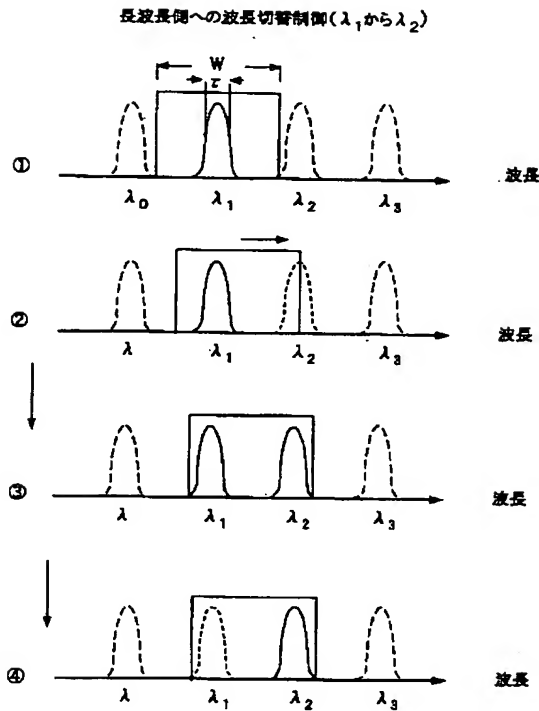 長波長側への波長切替制御(λ1からλ2)
W
τ
① 波長
λ0 λ1 λ2 λ3
② 波長
λ λ1 λ2 λ3
③ 波長
λ λ1 λ2 λ3
④ 波長
λ λ1 λ2 λ3